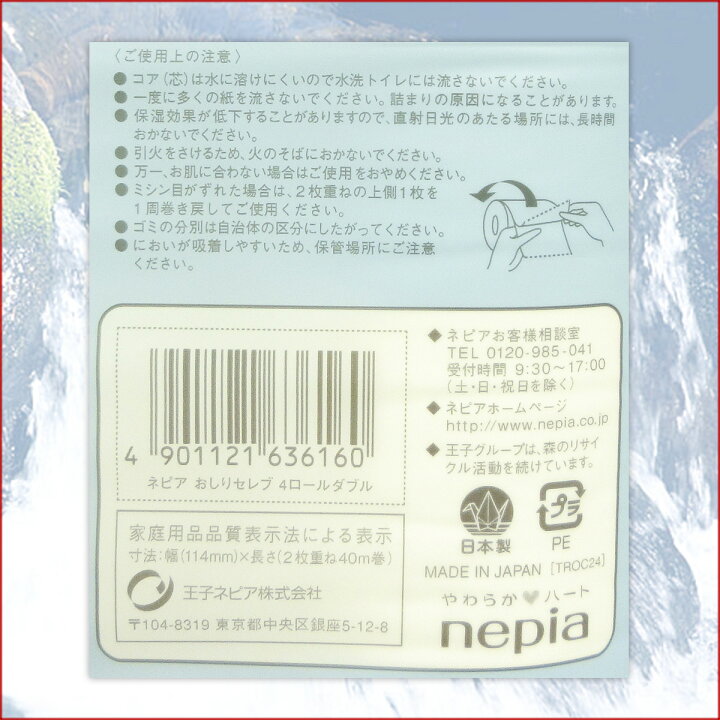 〈ご使用上の注意〉
● コア（芯）は水に溶けにくいので水洗トイレには流さないでください。
● 一度に多くの紙を流さないでください。詰まりの原因になることがあります。
● 保湿効果が低下することがありますので、直射日光のあたる場所には、長時間
おかないでください。
● 引火をさけるため、火のそばにおかないでください。
● 万一、お肌に合わない場合はご使用をおやめください。
● ミシン目がずれた場合は、2枚重ねの上側1枚を
1周巻き戻してご使用ください。
● ゴミの分別は自治体の区分にしたがってください。
● においが吸着しやすいため、保管場所にご注意
ください。
4 901121 636160
ネピア おしりセレブ 4ロールダブル
家庭用品品質表示法による表示
寸法:幅(114mm)×長さ(2枚重ね40m巻)
王子ネピア株式会社
〒104-8319 東京都中央区銀座5-12-8
◆ネピアお客様相談室
TEL 0120-985-041
受付時間 9:30~17:00
(土・日・祝日を除く)
◆ネピアホームページ
http://www.nepia.co.jp
◆王子グループは、森のリサイ
クル活動を続けています。
日本製
プラ
PE
MADE IN JAPAN [TROC24]
やわらか♥ハート
nepia